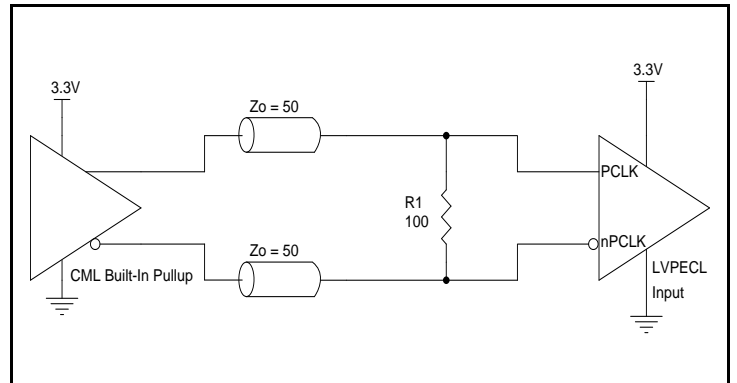 3.3V
3.3V
Zo = 50
PCLK
R1
100
Zo = 50
nPCLK
CML Built-In Pullup
LVPECL
Input